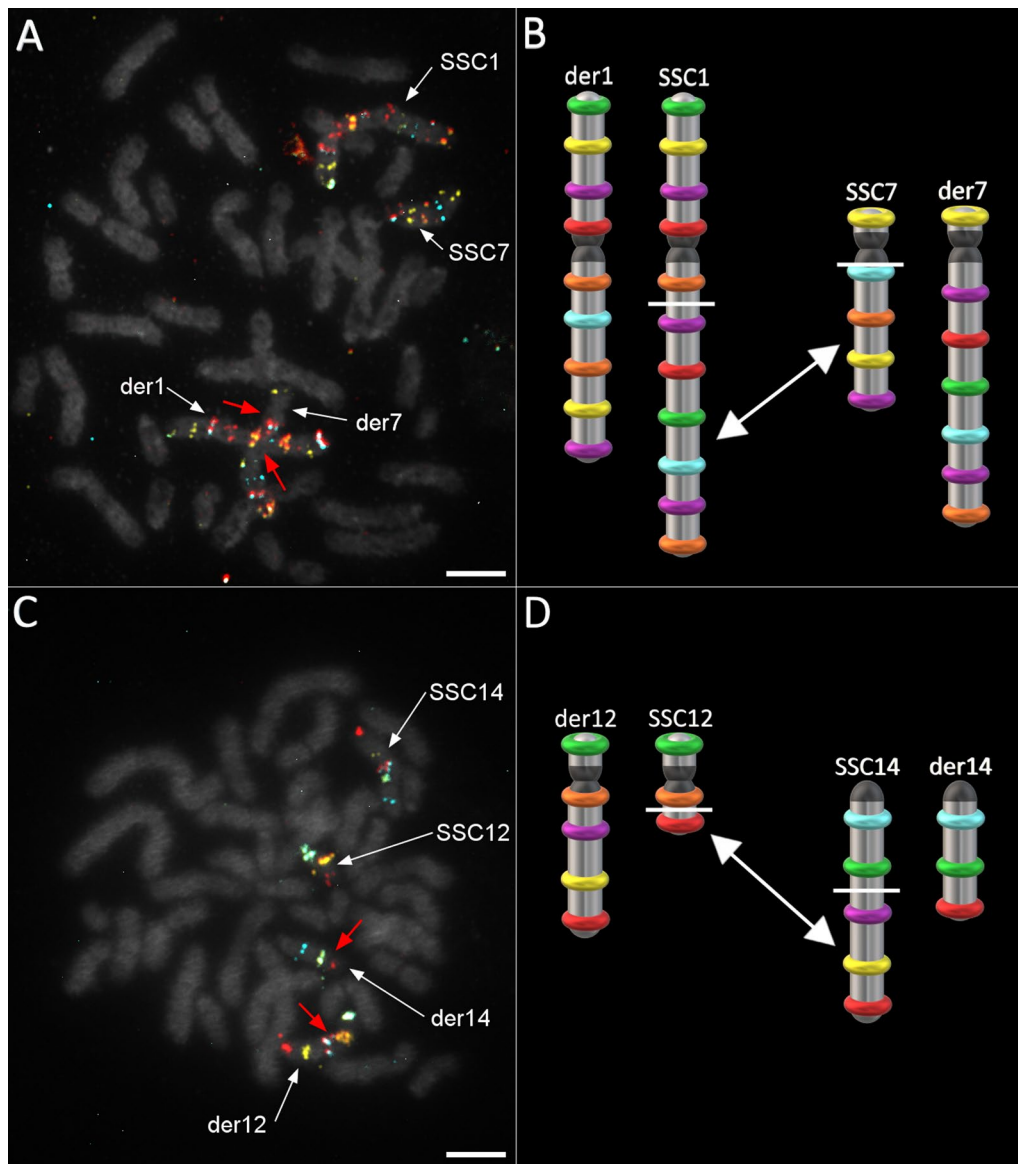 A
SSC1
SSC7
der1
der7
B
der1 SSC1
SSC7 der7
C
SSC14
SSC12
der14
der12
D
der12 SSC12
SSC14 der14